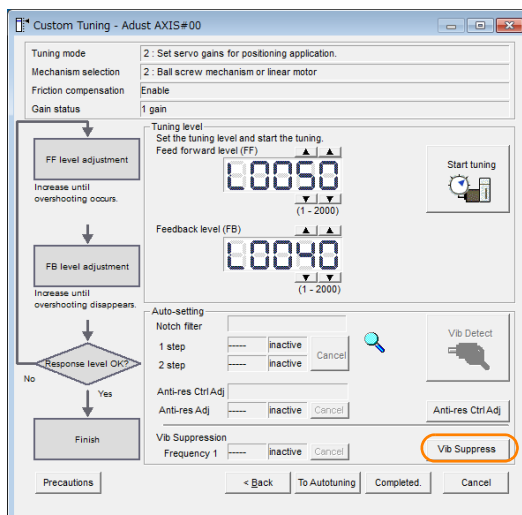 Custom Tuning - Adust AXIS#00
Tuning mode 2 : Set servo gains for positioning application.
Mechanism selection 2 : Ball screw mechanism or linear motor
Friction compensation Enable
Gain status 1 gain
FF level adjustment
Increase until
overshooting occurs.
FB level adjustment
Increase until
overshooting disappears.
Response level OK?
No
Yes
Finish
Tuning level
Set the tuning level and start the tuning.
Feed forward level (FF)
L0050
(1 - 2000)
Feedback level (FB)
L0040
(1 - 2000)
Start tuning
Auto-setting
Notch filter
1 step ----- inactive
2 step ----- inactive
Cancel
Vib Detect
Anti-res Ctrl Adj
Anti-res Adj ----- inactive Cancel
Anti-res Ctrl Adj
Vib Suppression
Frequency 1 ----- inactive Cancel
Vib Suppress
Precautions
< Back
To Autotuning
Completed.
Cancel